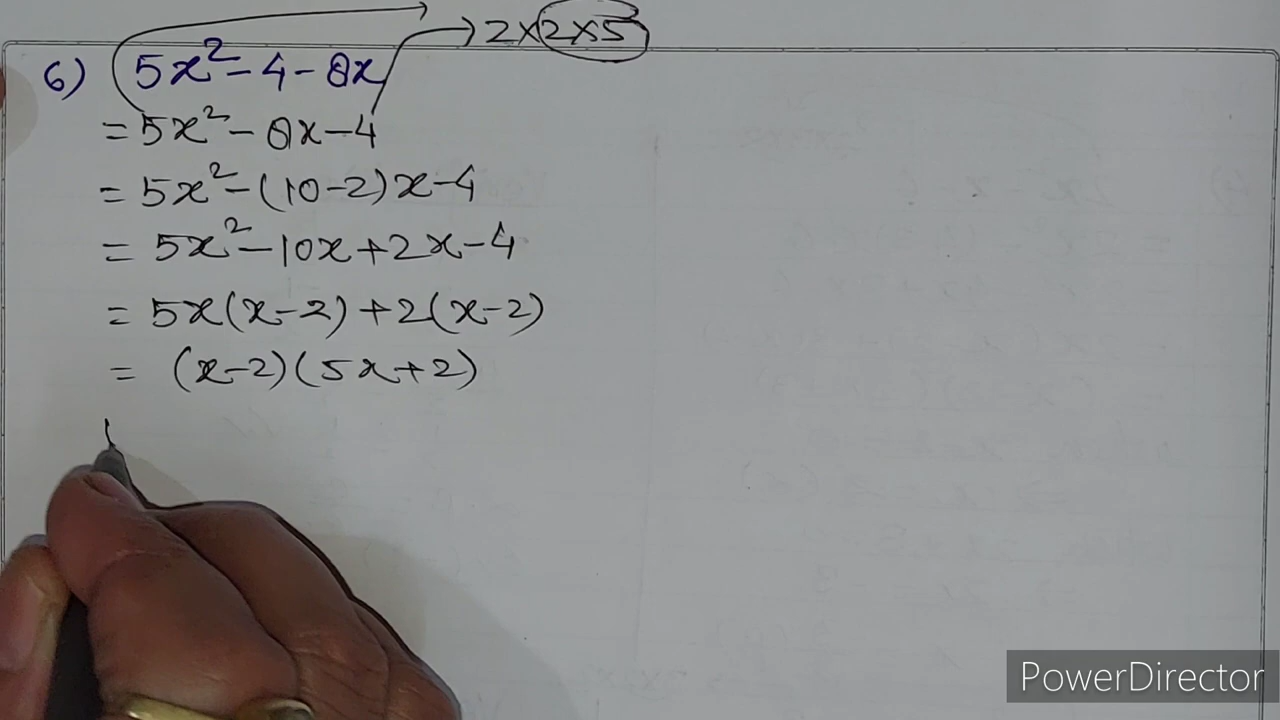 2×2×5
6) 5x²-4-8x
= 5x²-8x-4
= 5x²-(10-2)x-4
= 5x²-10x+2x-4
= 5x(x-2)+2(x-2)
= (x-2)(5x+2)
PowerDirector